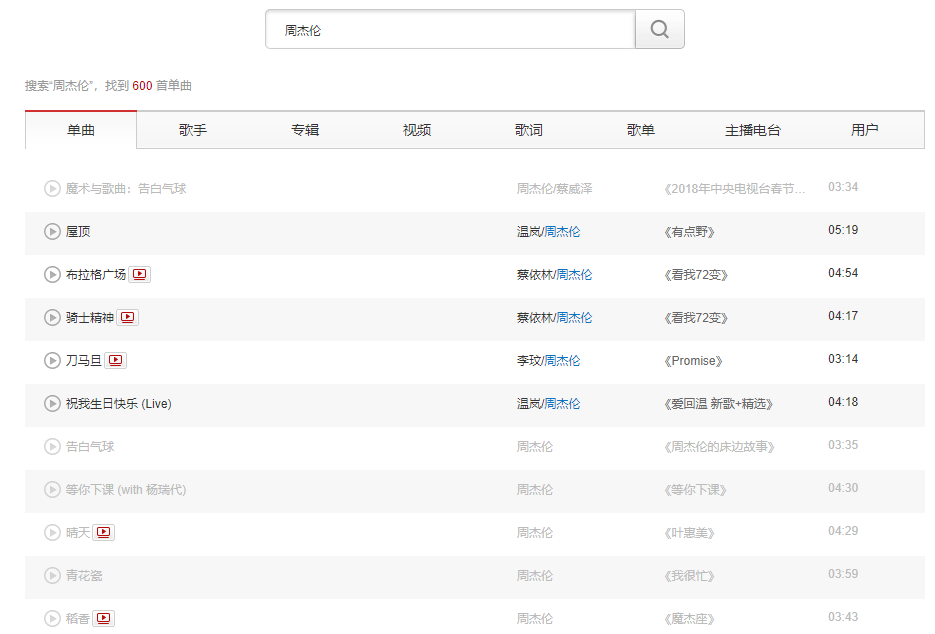 周杰伦
搜索“周杰伦”，找到 600 首单曲
单曲 歌手 专辑 视频 歌词 歌单 主播电台 用户
魔术与歌曲：告白气球 周杰伦/蔡威泽 《2018年中央电视台春节... 03:34
屋顶 温岚/周杰伦 《有点野》 05:19
布拉格广场 蔡依林/周杰伦 《看我72变》 04:54
骑士精神 蔡依林/周杰伦 《看我72变》 04:17
刀马旦 李玟/周杰伦 《Promise》 03:14
祝我生日快乐 (Live) 温岚/周杰伦 《爱回温 新歌+精选》 04:18
告白气球 周杰伦 《周杰伦的床边故事》 03:35
等你下课 (with 杨瑞代) 周杰伦 《等你下课》 04:30
晴天 周杰伦 《叶惠美》 04:29
青花瓷 周杰伦 《我很忙》 03:59
稻香 周杰伦 《魔杰座》 03:43